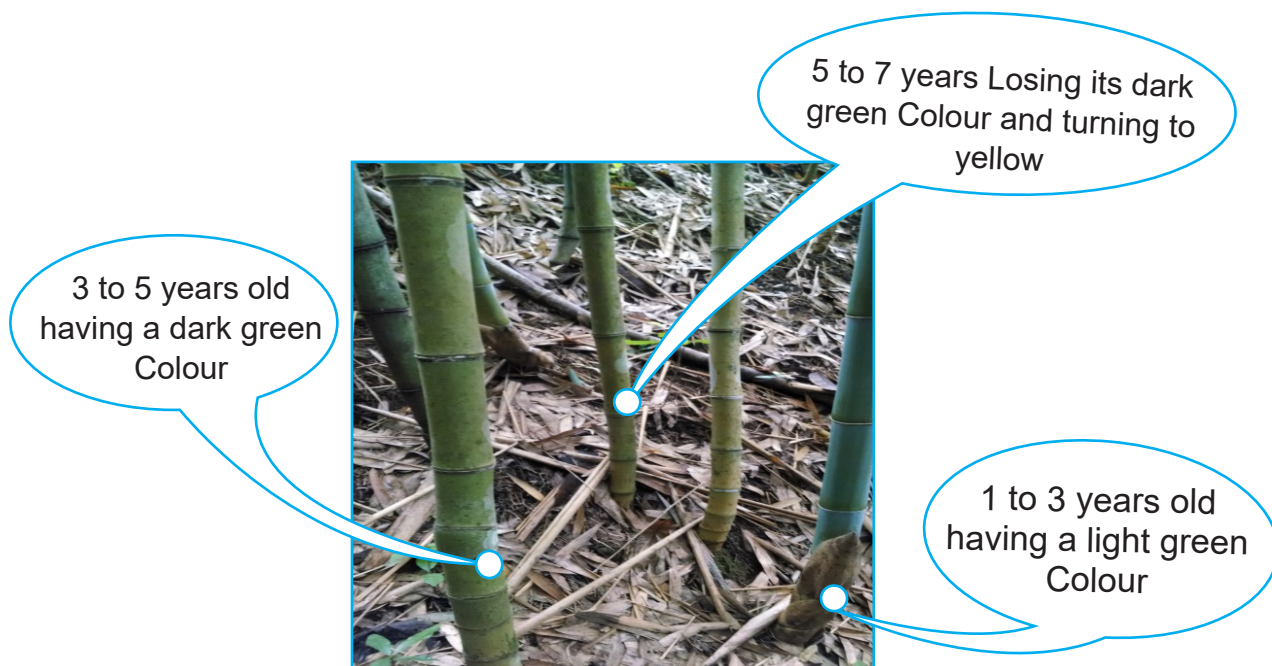 5 to 7 years Losing its dark
green Colour and turning to
yellow
3 to 5 years old
having a dark green
Colour
1 to 3 years old
having a light green
Colour